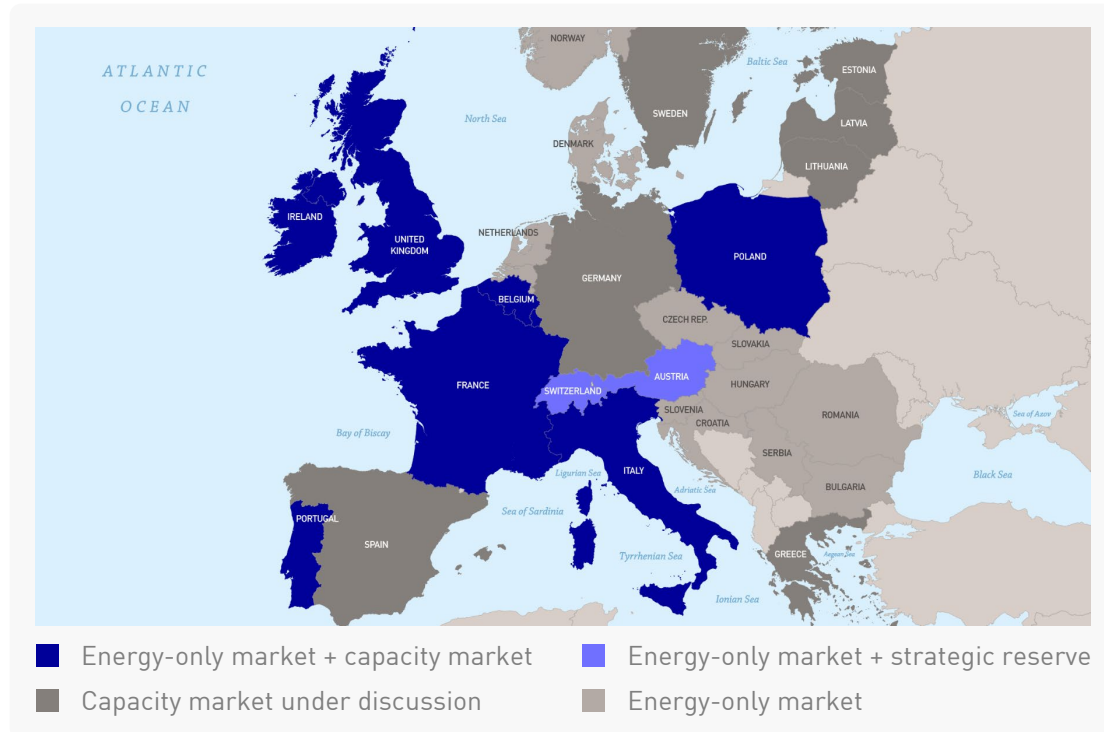 NORWAY
ATLANTIC
OCEAN
Baltic Sea
ESTONIA
SWEDEN
North Sea
LATVIA
DENMARK
LITHUANIA
IRELAND
NETHERLANDS
UNITED
KINGDOM
POLAND
GERMANY
BELGIUM
CZECH REP.
SLOVAKIA
AUSTRIA
FRANCE
SWITZERLAND
HUNGARY
SLOVENIA
CROATIA
ROMANIA
Sea of Azov
Bay of Biscay
SERBIA
Ligurian Sea
ITALY
Black Sea
Adriatic Sea
BULGARIA
Sea of Sardinia
PORTUGAL
SPAIN
Tyrrhenian Sea
GREECE
Aegean Sea
Ionian Sea
Energy-only market + capacity market
Energy-only market + strategic reserve
Capacity market under discussion
Energy-only market